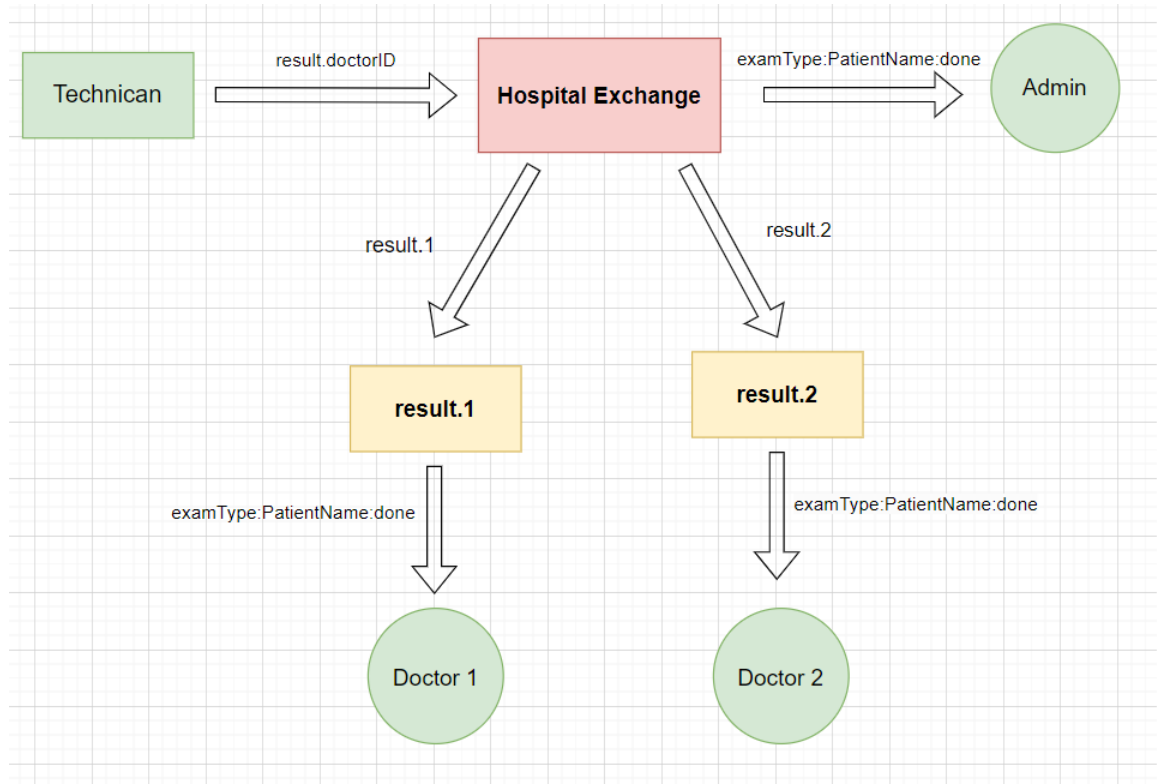 result.doctorID
examType:PatientName:done
Technican
Hospital Exchange
Admin
result.1
result.2
result.1
result.2
examType:PatientName:done
examType:PatientName:done
Doctor 1
Doctor 2